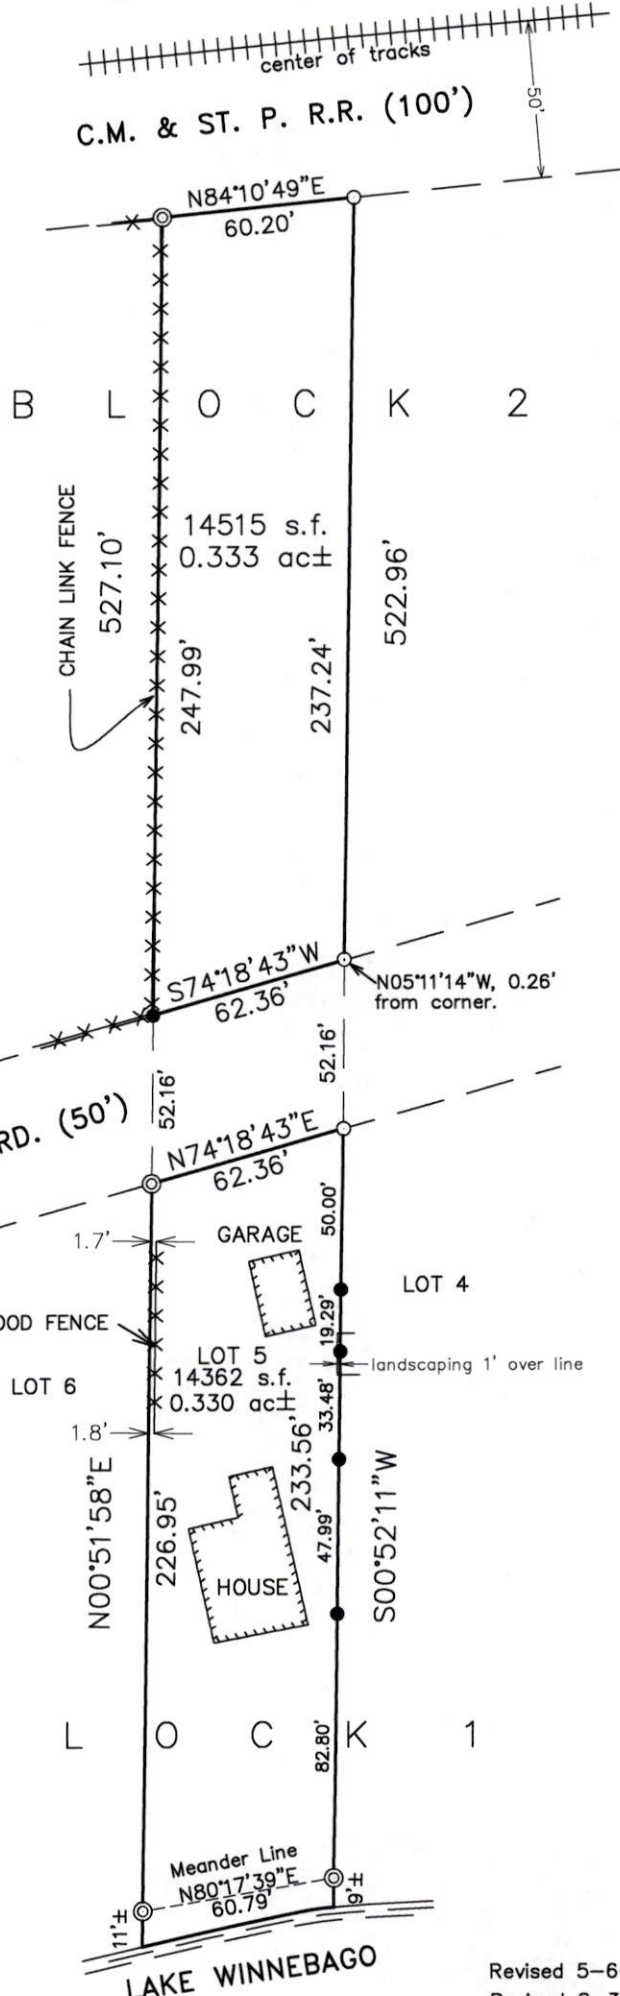 center of tracks
50'
C.M. & ST. P. R.R. (100')
N84°10'49"E
60.20'
B L O C K 2
14515 s.f.
0.333 ac±
CHAIN LINK FENCE
527.10'
247.99'
237.24'
522.96'
S74°18'43"W
62.36'
N05°11'14"W, 0.26'
from corner.
52.16'
52.16'
RD. (50')
N74°18'43"E
62.36'
50.00'
1.7'
GARAGE
LOT 4
19.29'
OOD FENCE
LOT 5
14362 s.f.
0.330 ac±
landscaping 1' over line
LOT 6
33.48'
1.8'
233.56'
N00°51'58"E
226.95'
47.99'
S00°52'11"W
HOUSE
L O C K 1
82.80'
Meander Line
N80°17'39"E
60.79'
11'±
9'±
LAKE WINNEBAGO
Revised 5-6